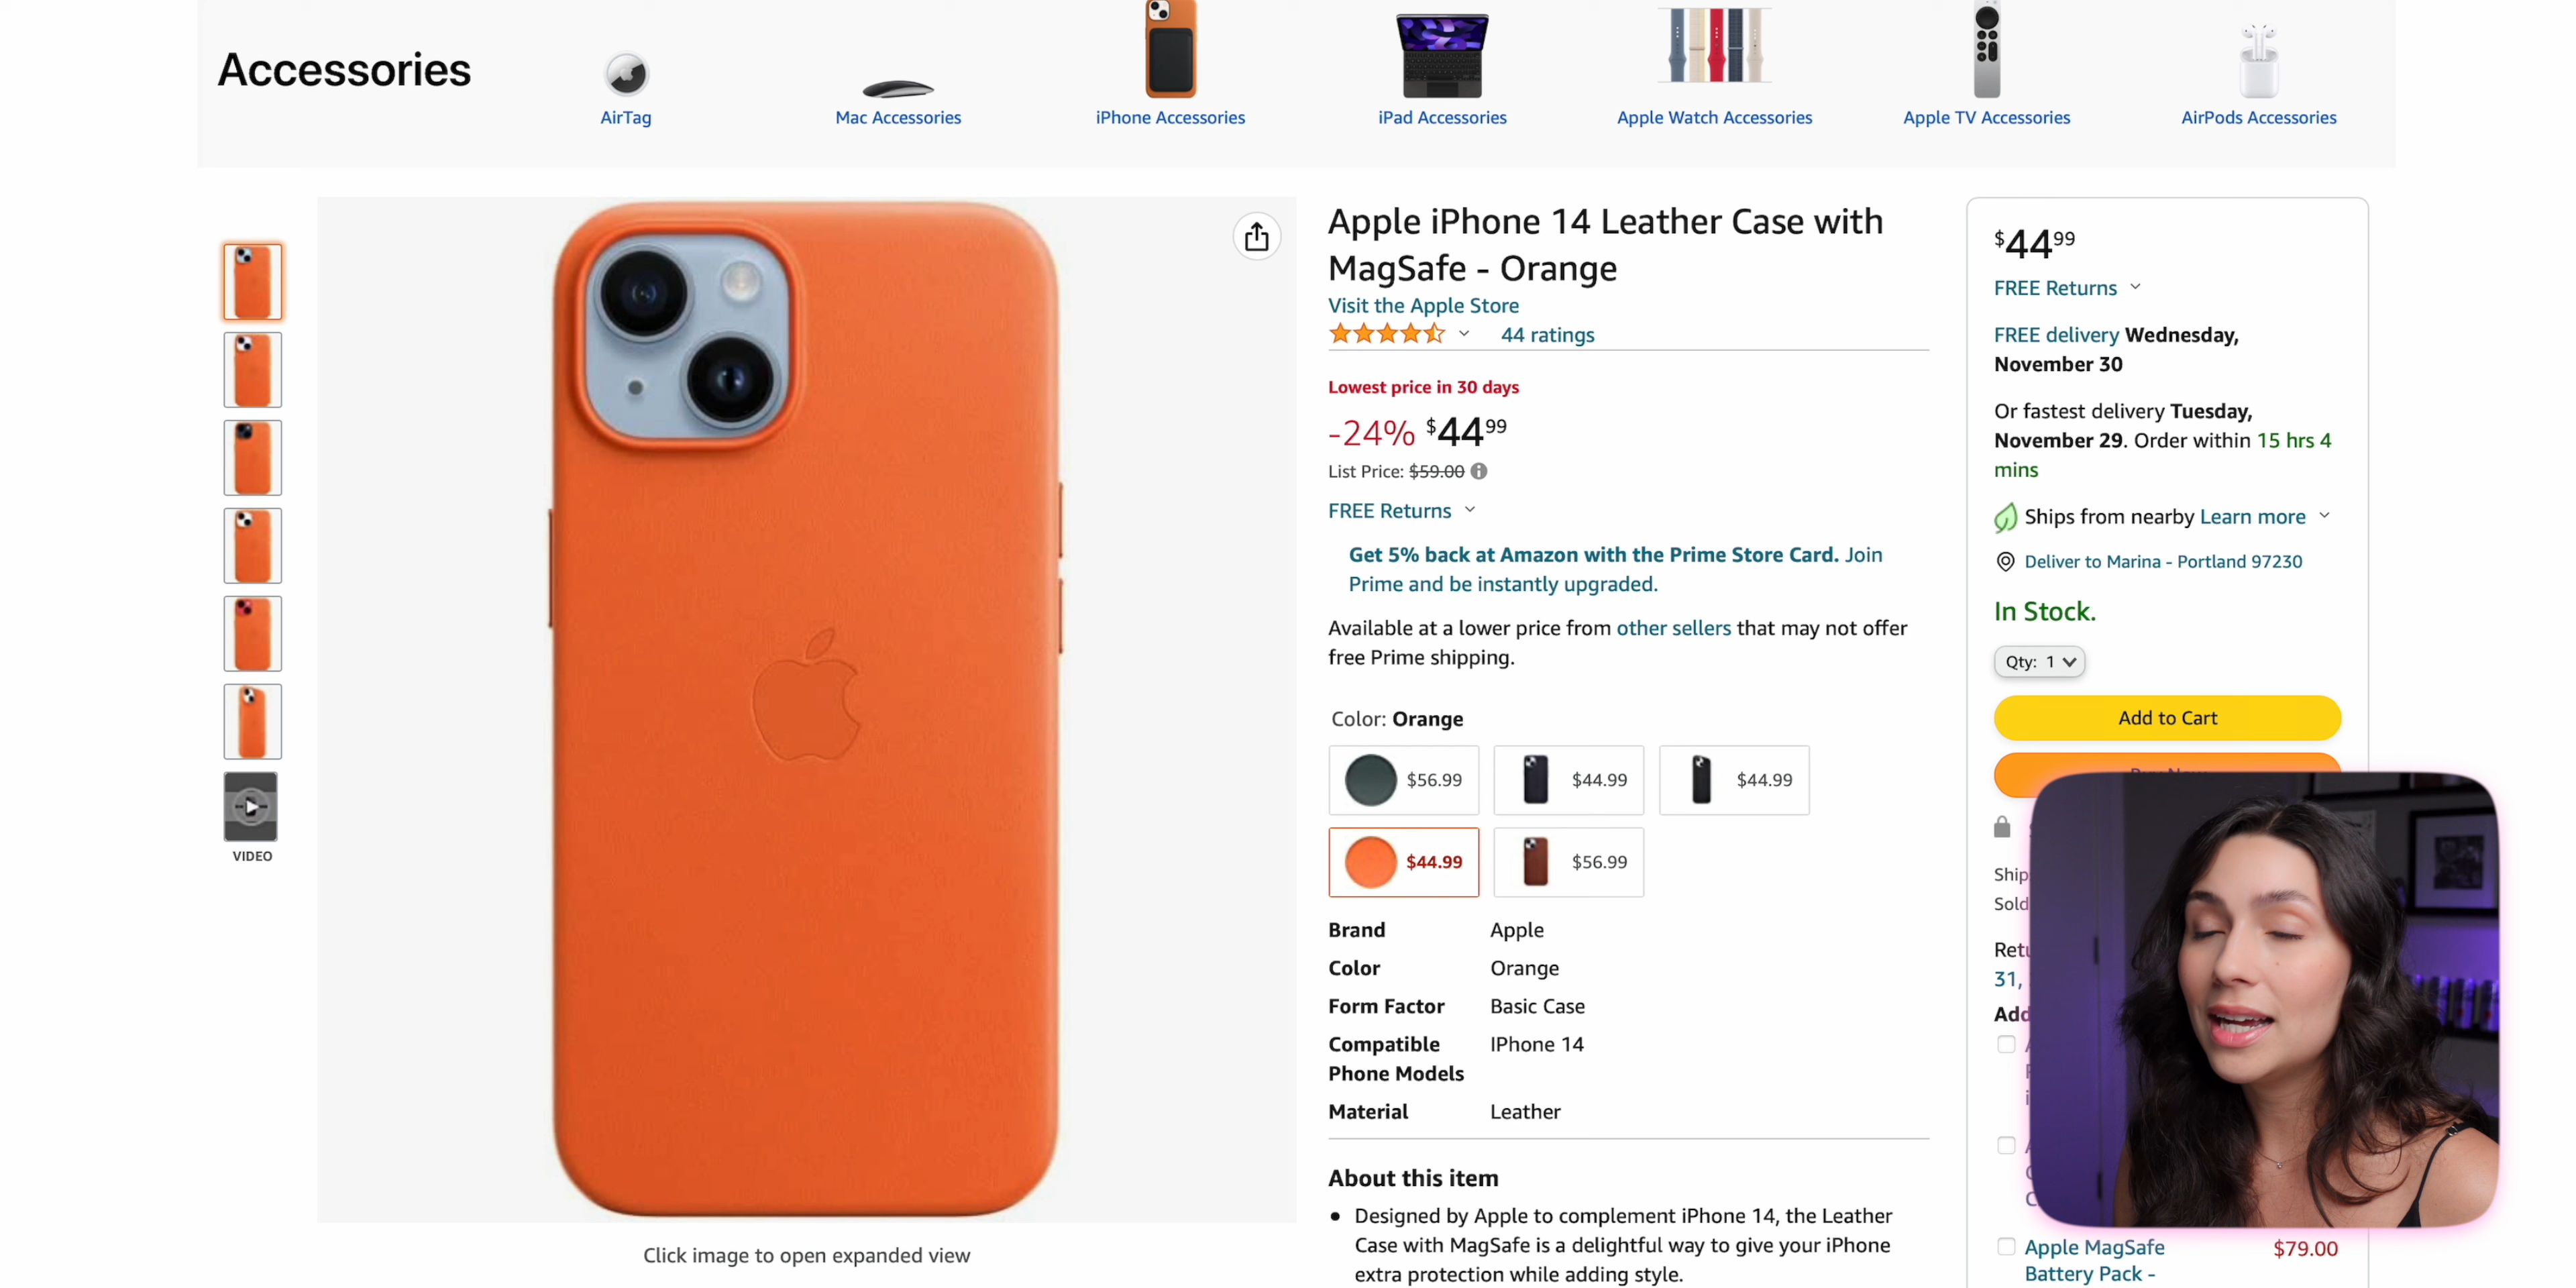 Accessories
AirTag
Mac Accessories
iPhone Accessories
iPad Accessories
Apple Watch Accessories
Apple TV Accessories
AirPods Accessories
VIDEO
Click image to open expanded view
Apple iPhone 14 Leather Case with
MagSafe - Orange
Visit the Apple Store
44 ratings
Lowest price in 30 days
-24% $44 99
List Price: $59.00
FREE Returns
Get 5% back at Amazon with the Prime Store Card. Join
Prime and be instantly upgraded.
Available at a lower price from other sellers that may not offer
free Prime shipping.
Color: Orange
$56.99
$44.99
$44.99
$44.99
$56.99
Brand Apple
Color Orange
Form Factor Basic Case
Compatible IPhone 14
Phone Models
Material Leather
About this item
• Designed by Apple to complement iPhone 14, the Leather
Case with MagSafe is a delightful way to give your iPhone
extra protection while adding style.
$44 99
FREE Returns
FREE delivery Wednesday,
November 30
Or fastest delivery Tuesday,
November 29. Order within 15 hrs 4
mins
Ships from nearby Learn more
Deliver to Marina - Portland 97230
In Stock.
Qty: 1
Add to Cart
Ship
Sold
Retu
31,
Add
Apple MagSafe $79.00
Battery Pack -